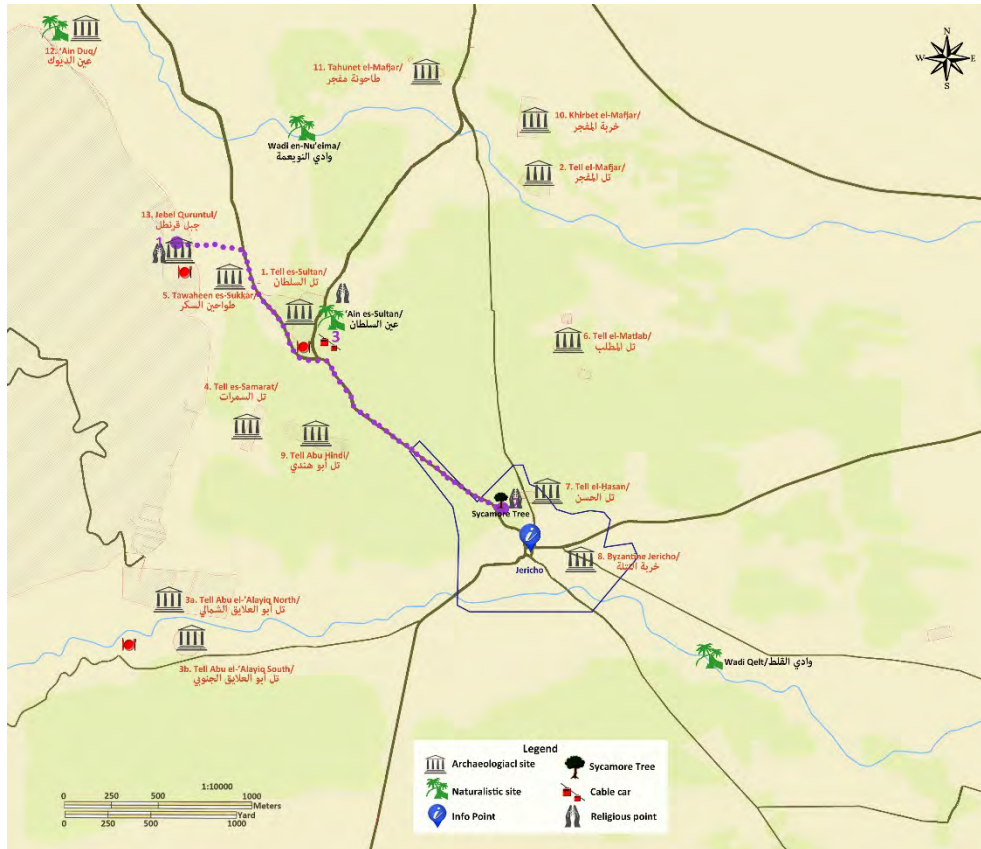 12. 'Ain Duq/
عين الديوك
11. Tahunet el-Mafjar/
طاحونة مفجر
N
W
E
S
10. Khirbet el-Mafjar/
خربة المفجر
Wadi en-Nu'eima/
وادي النويعمة
2. Tell el-Mafjar/
تل المفجر
13. Jebel Quruntul/
جبل قرنطل
1
1. Tell es-Sultan/
تل السلطان
5. Tawaheen es-Sukkar/
طواحين السكر
'Ain es-Sultan/
عين السلطان
3
6. Tell el-Matlab/
تل المطلب
4. Tell es-Samarat/
تل السمرات
9. Tell Abu Hindi/
تل أبو هندي
7. Tell el-Hasan/
تل الحسن
Sycamore Tree
i
Jericho
8. Byzantine Jericho/
خربة التلة
3a. Tell Abu el-'Alayiq North/
تل أبو العلايق الشمالي
3b. Tell Abu el-'Alayiq South/
تل أبو العلايق الجنوبي
Wadi Qelt/وادي القلط
Legend
Archaeologiacl site
Sycamore Tree
Naturalistic site
Cable car
i
Info Point
Religious point
1:10000
0 250 500 1000
Meters
Yard
0 250 500 1000